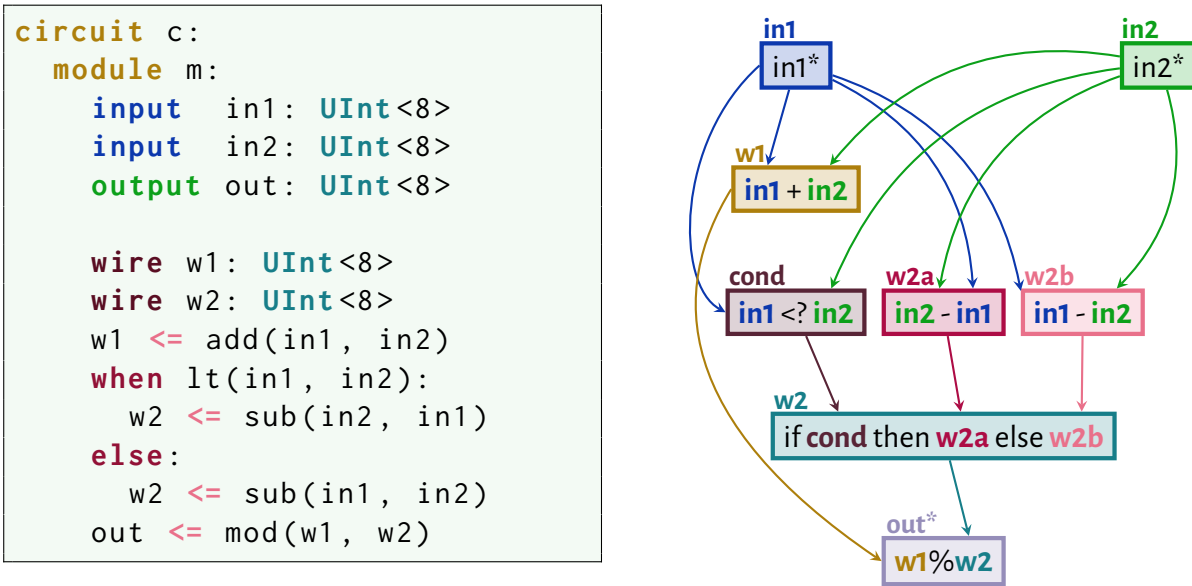 circuit c:
module m:
input in1: UInt<8>
input in2: UInt<8>
output out: UInt<8>
wire w1: UInt<8>
wire w2: UInt<8>
w1 <= add(in1, in2)
when lt(in1, in2):
w2 <= sub(in2, in1)
else:
w2 <= sub(in1, in2)
out <= mod(w1, w2)
in1
in1*
in2
in2*
w1
in1 + in2
cond
in1 <? in2
w2a
in2 - in1
w2b
in1 - in2
w2
if cond then w2a else w2b
out*
w1%w2